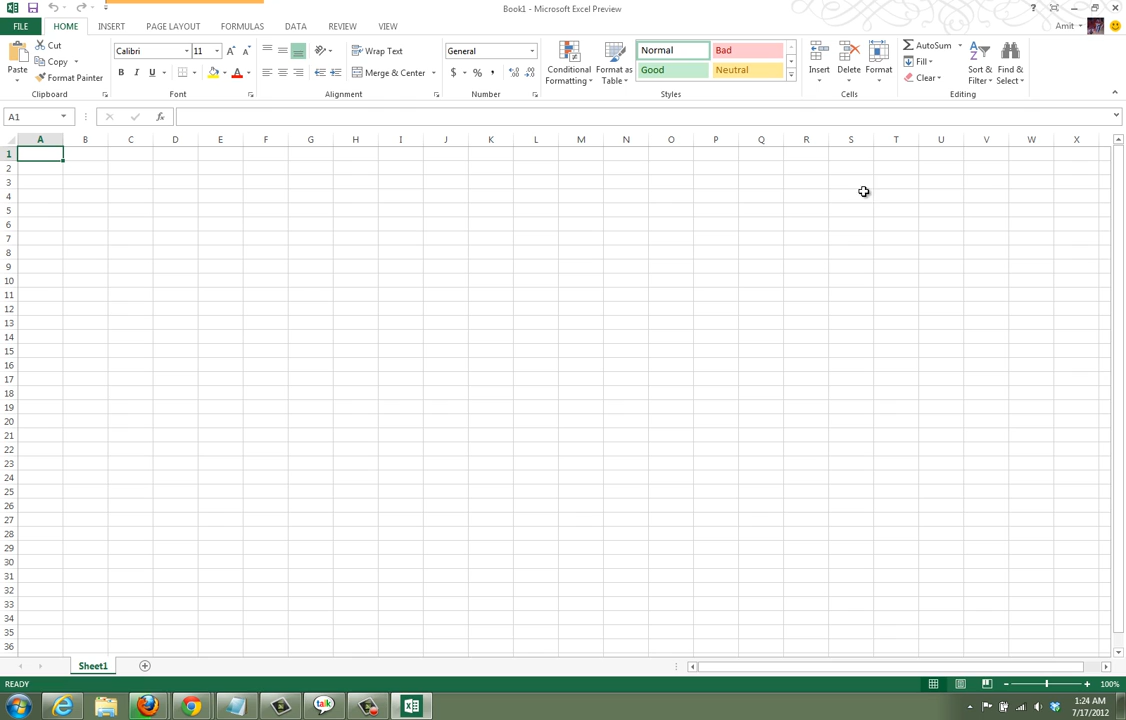 Book1 - Microsoft Excel Preview
?
FILE HOME INSERT PAGE LAYOUT FORMULAS DATA REVIEW VIEW Amit
Paste
Cut
Copy
Format Painter
Clipboard
Calibri 11
B I U
A A A
Font
Wrap Text
Merge & Center
Alignment
General
$ % ,
Number
Conditional Formatting
Format as Table
Normal Bad
Good Neutral
Styles
Insert Delete Format
Cells
AutoSum
Fill
Clear
Sort & Filter
Find & Select
Editing
A1 fx
A B C D E F G H I J K L M N O P Q R S T U V W X
1
2
3
4
5
6
7
8
9
10
11
12
13
14
15
16
17
18
19
20
21
22
23
24
25
26
27
28
29
30
31
32
33
34
35
36
Sheet1
READY 100%
talk
1:24 AM
7/17/2012